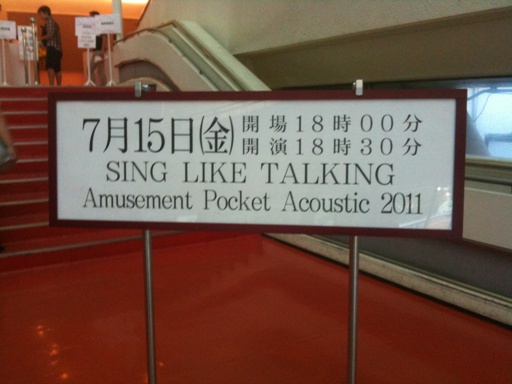 7月15日㈮ 開場18時00分
開演18時30分
SING LIKE TALKING
Amusement Pocket Acoustic 2011